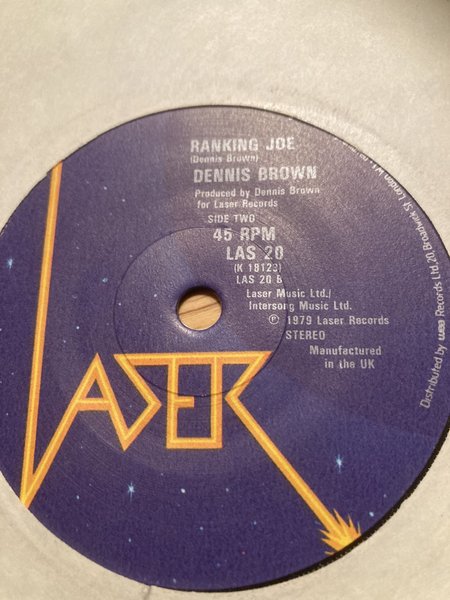 RANKING JOE
(Dennis Brown)
DENNIS BROWN
Produced by Dennis Brown
for Laser Records
SIDE TWO
45 RPM
LAS 20
(K 18123)
LAS 20 b
Laser Music Ltd./
Intersong Music Ltd.
℗ 1979 Laser Records
STEREO
Manufactured
in the UK
LASER
Distributed by wea Records Ltd, 20, Broadwick St. London